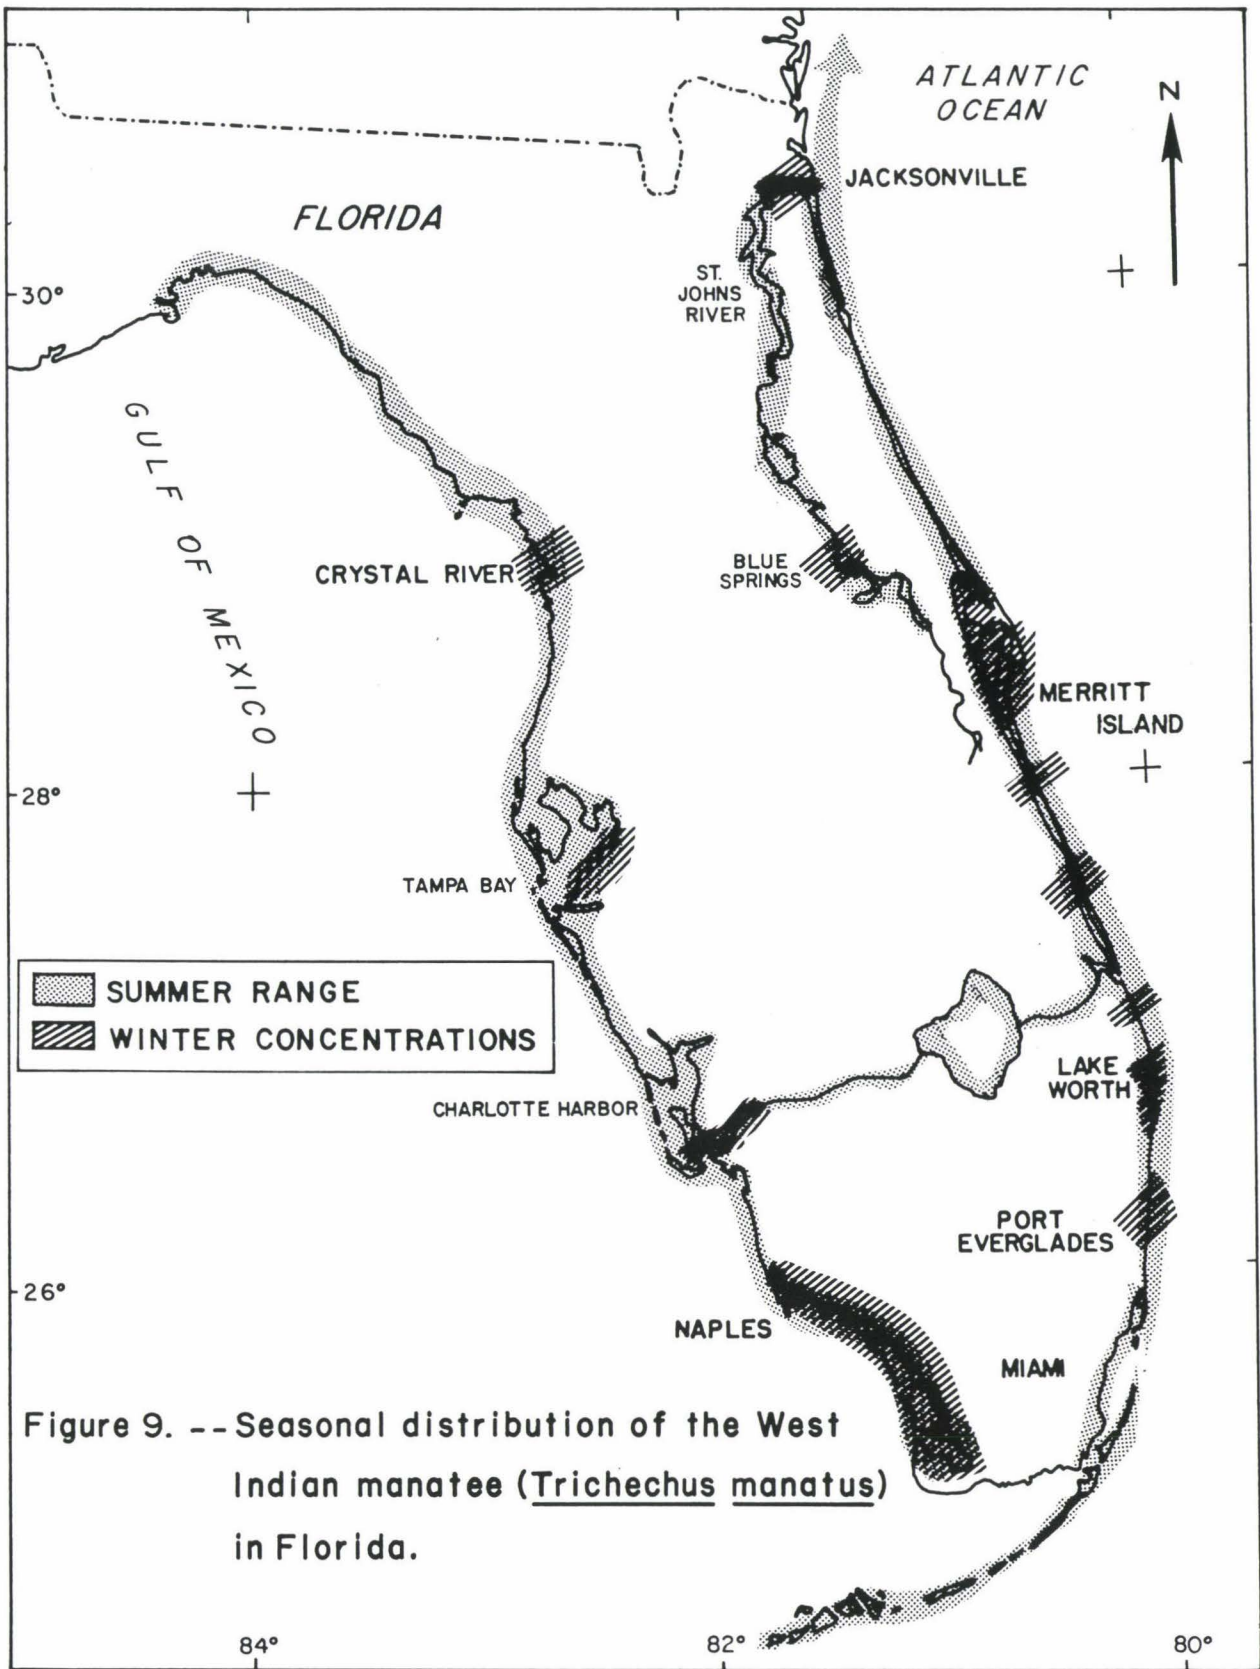 ATLANTIC
OCEAN
N
JACKSONVILLE
FLORIDA
ST.
JOHNS
RIVER
30°
GULF OF MEXICO
CRYSTAL RIVER
BLUE
SPRINGS
MERRITT
ISLAND
28°
TAMPA BAY
SUMMER RANGE
WINTER CONCENTRATIONS
LAKE
WORTH
CHARLOTTE HARBOR
PORT
EVERGLADES
26°
NAPLES
MIAMI
Figure 9. -- Seasonal distribution of the West
Indian manatee (Trichechus manatus)
in Florida.
84°
82°
80°